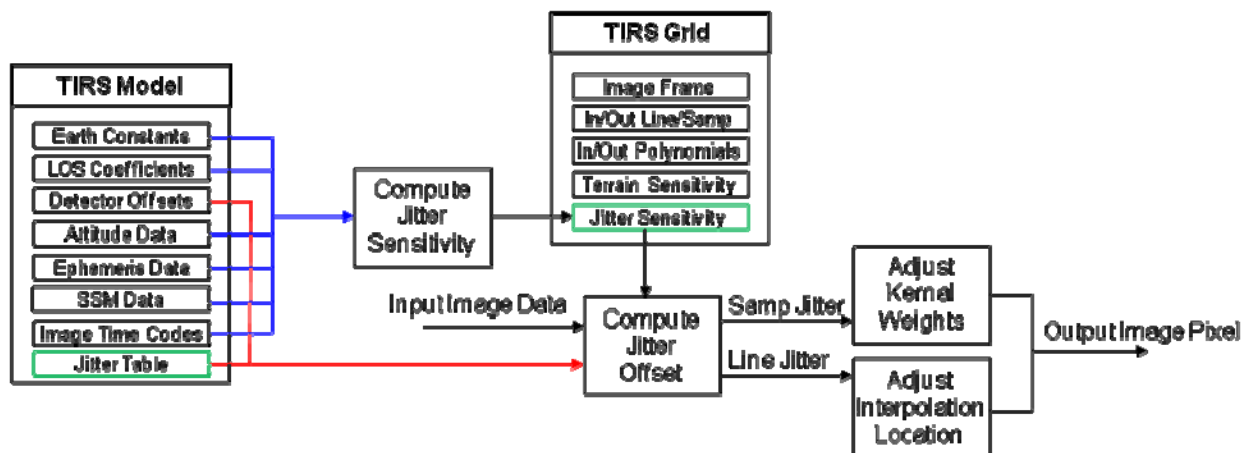 TIRS Model
Earth Constants
LOS Coefficients
Detector Offsets
Attitude Data
Ephemeris Data
SSM Data
Image Time Codes
Jitter Table
Compute
Jitter
Sensitivity
TIRS Grid
Image Frame
In/Out Line/Samp
In/Out Polynomials
Terrain Sensitivity
Jitter Sensitivity
Input Image Data
Compute
Jitter
Offset
Samp Jitter
Line Jitter
Adjust
Kernal
Weights
Adjust
Interpolation
Location
Output Image Pixel